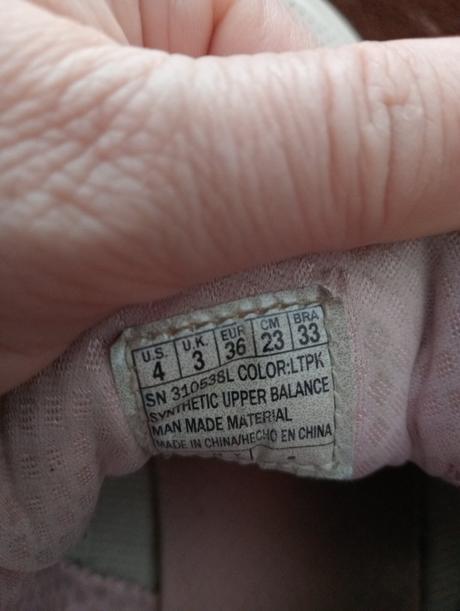 U.S. U.K. EUR CM BRA
4 3 36 23 33
SN 310538L COLOR:LTPK
SYNTHETIC UPPER BALANCE
MAN MADE MATERIAL
MADE IN CHINA/HECHO EN CHINA